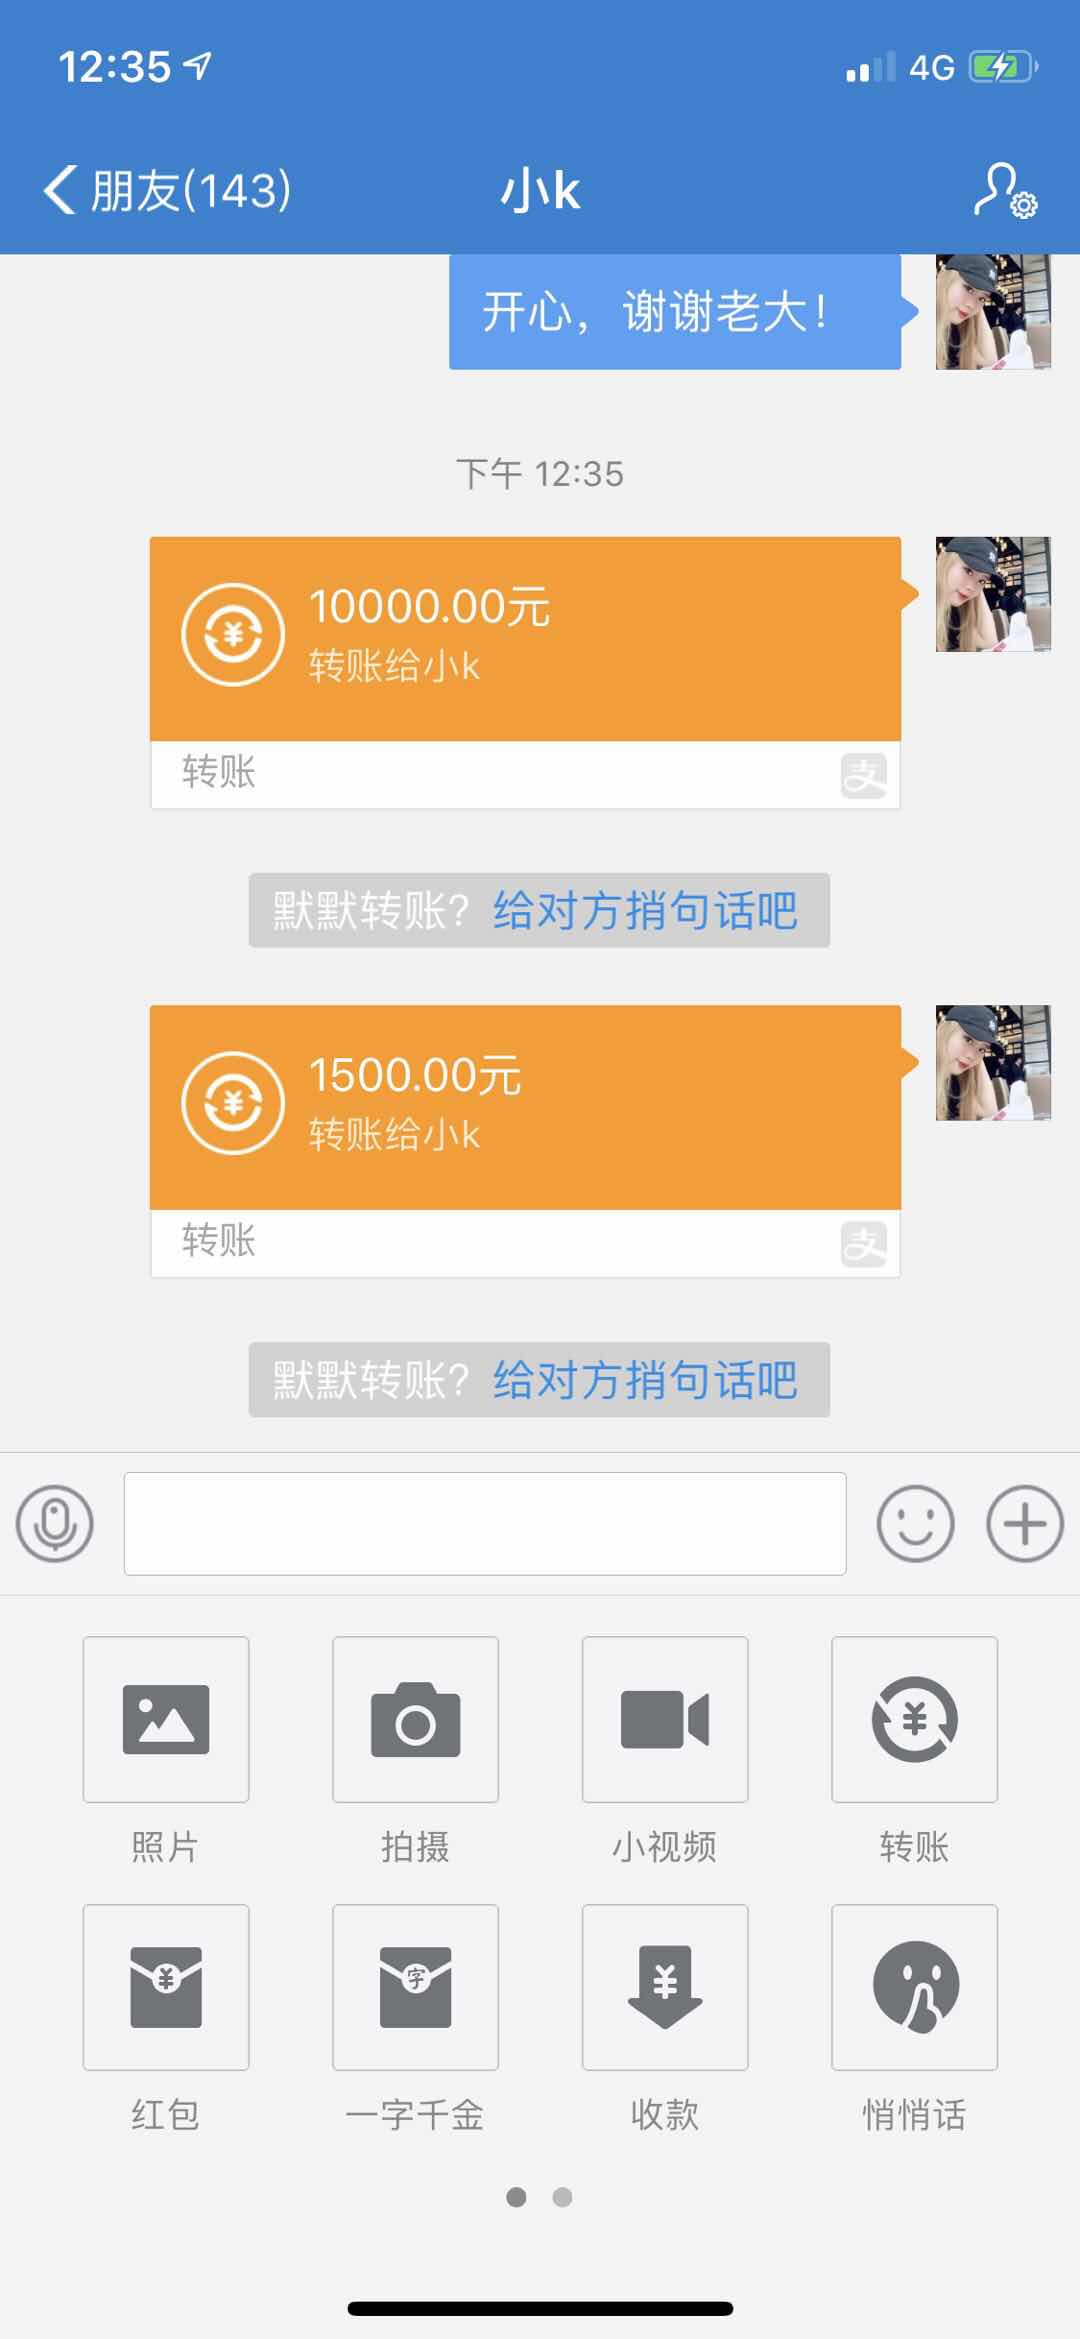 12:35
4G
朋友(143)
小k
开心，谢谢老大！
下午 12:35
10000.00元
转账给小k
转账
支
默默转账？ 给对方捎句话吧
1500.00元
转账给小k
转账
支
默默转账？ 给对方捎句话吧
照片
拍摄
小视频
¥
转账
¥
红包
字
一字千金
¥
收款
悄悄话